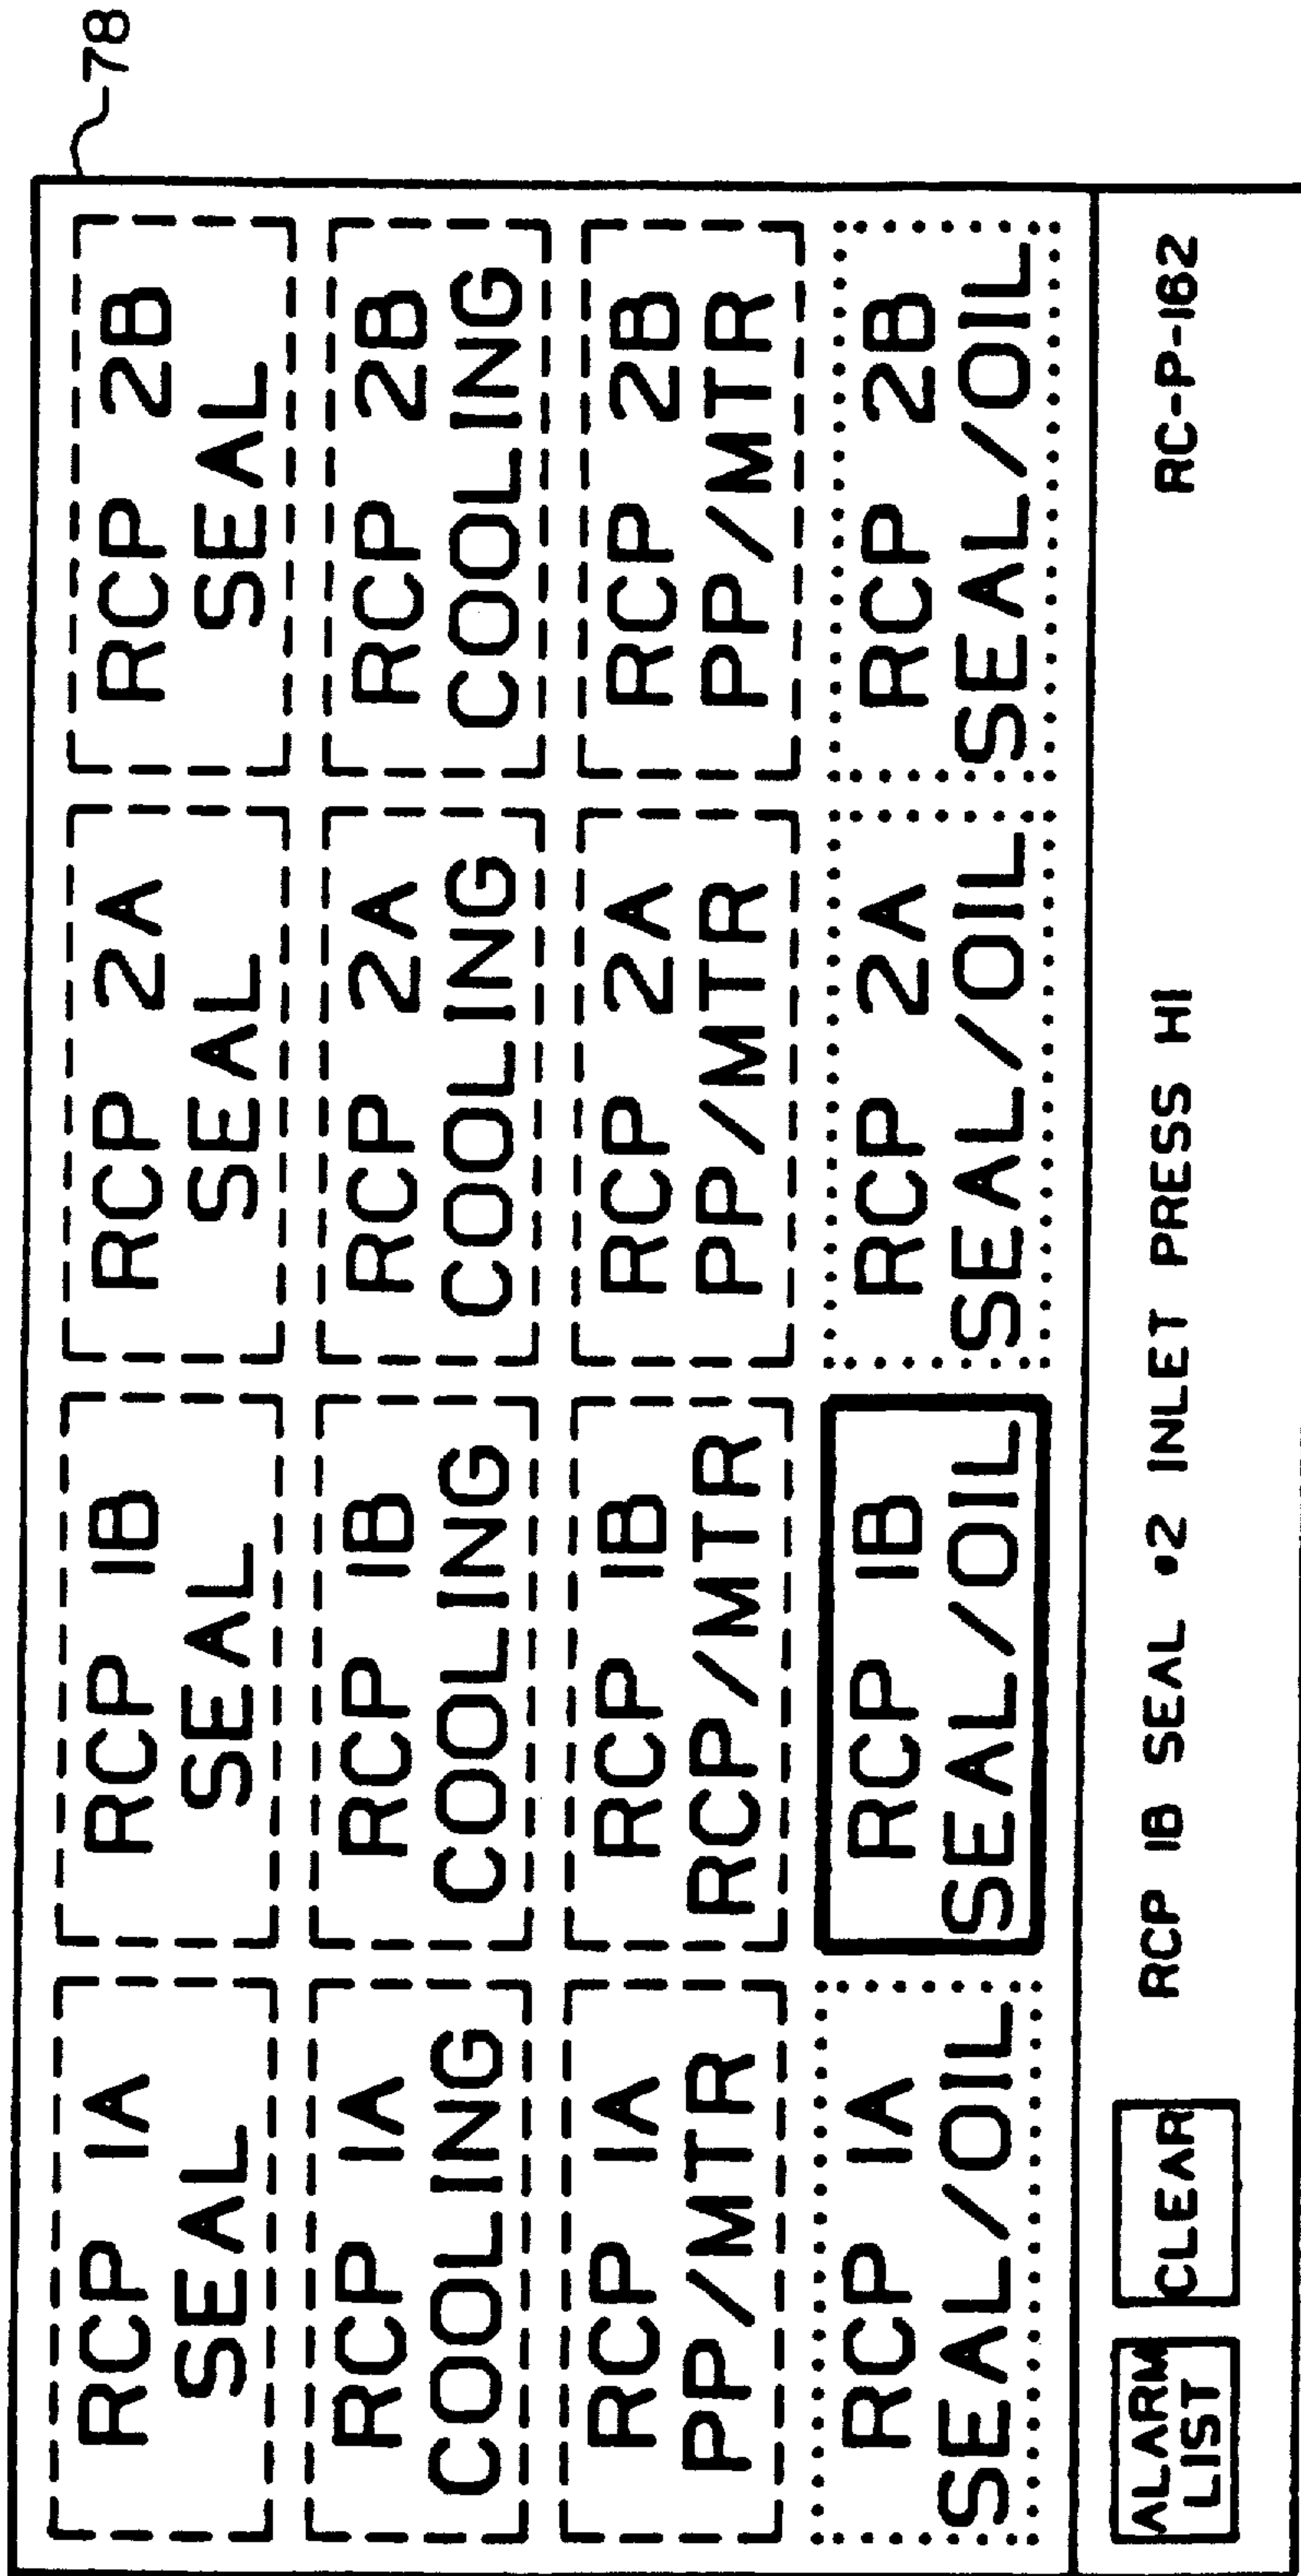 78
RCP 1A SEAL
RCP 1B SEAL
RCP 2A SEAL
RCP 2B SEAL
RCP 1A COOLING
RCP 1B COOLING
RCP 2A COOLING
RCP 2B COOLING
RCP 1A PP/MTR
RCP 1B RCP/MTR
RCP 2A PP/MTR
RCP 2B PP/MTR
RCP 1A SEAL/OIL
RCP 1B SEAL/OIL
RCP 2A SEAL/OIL
RCP 2B SEAL/OIL
ALARM LIST
CLEAR
RCP 1B SEAL #2 INLET PRESS HI
RC-P-162